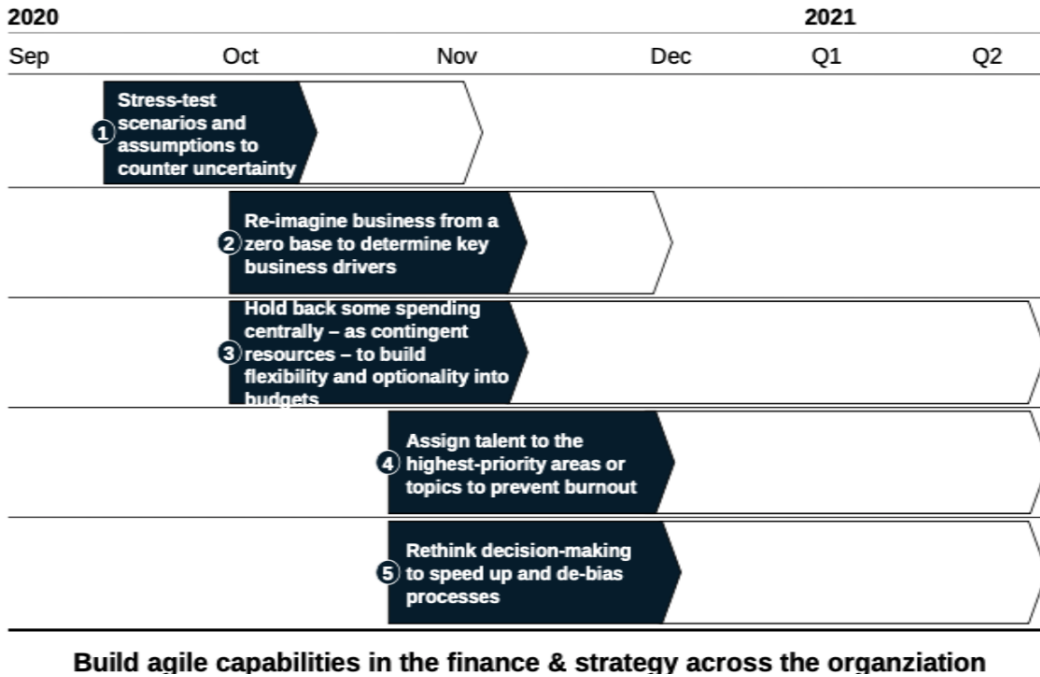 2020 2021
Sep Oct Nov Dec Q1 Q2
1
Stress-test
scenarios and
assumptions to
counter uncertainty
2
Re-imagine business from a
zero base to determine key
business drivers
3
Hold back some spending
centrally – as contingent
resources – to build
flexibility and optionality into
budgets
4
Assign talent to the
highest-priority areas or
topics to prevent burnout
5
Rethink decision-making
to speed up and de-bias
processes
Build agile capabilities in the finance & strategy across the organziation